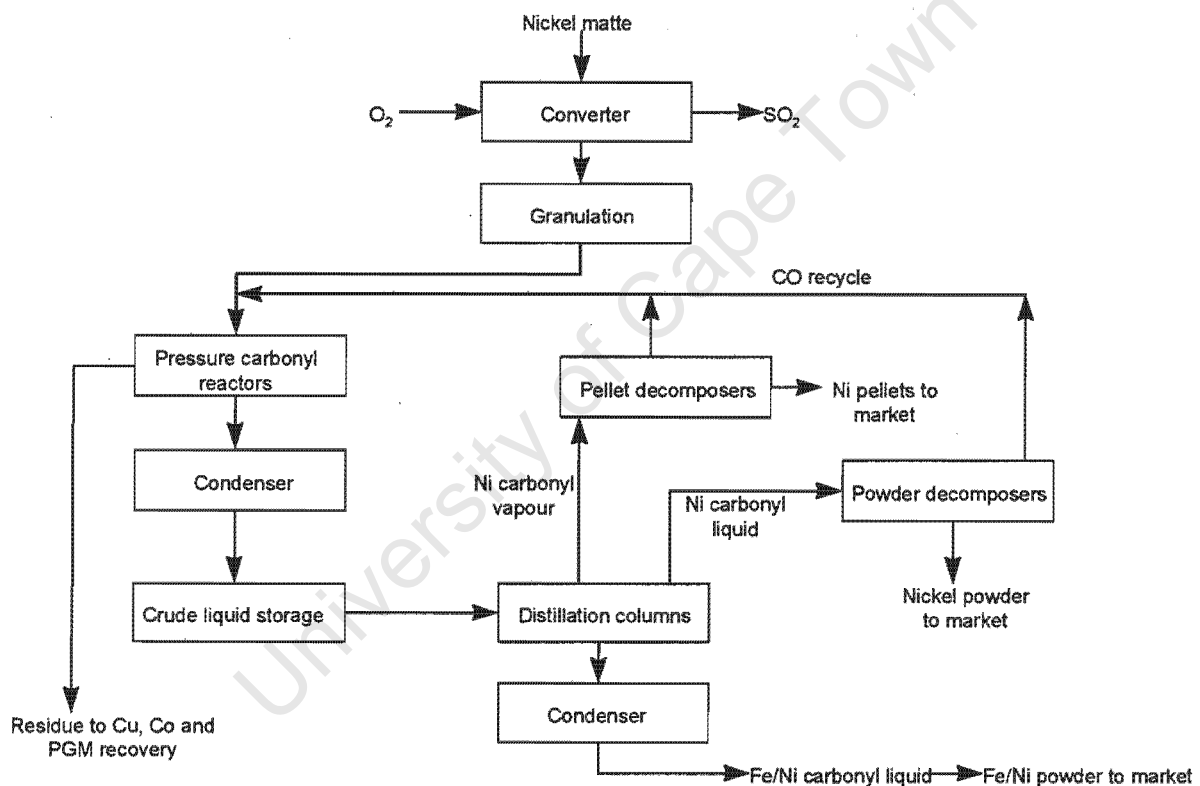 Nickel matte
O₂
Converter
SO₂
Granulation
CO recycle
Pressure carbonyl
reactors
Pellet decomposers
Ni pellets to
market
Condenser
Ni carbonyl
vapour
Ni carbonyl
liquid
Powder decomposers
Crude liquid storage
Distillation columns
Nickel powder
to market
Condenser
Residue to Cu, Co and
PGM recovery
Fe/Ni carbonyl liquid
Fe/Ni powder to market
University of Cape Town